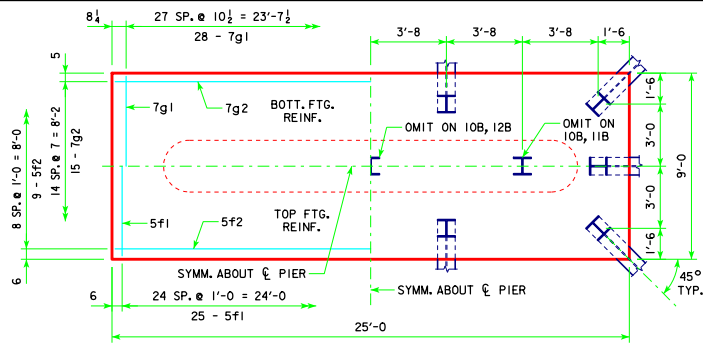 8¼
27 SP.@ 10½ = 23'-7½
28 - 7g1
3'-8
3'-8
3'-8
1'-6
5
7g1
7g2
BOTT. FTG.
REINF.
OMIT ON
10B, 12B
OMIT ON
10B, 11B
1'-6
3'-0
3'-0
1'-6
9'-0
8 SP.@ 1'-0 = 8'-0
9 - 5f2
14 SP.@ 7 = 8'-2
15 - 7g2
5f1
5f2
TOP FTG.
REINF.
6
SYMM. ABOUT ℄ PIER
SYMM. ABOUT ℄ PIER
45°
TYP.
6
24 SP.@ 1'-0 = 24'-0
25 - 5f1
25'-0